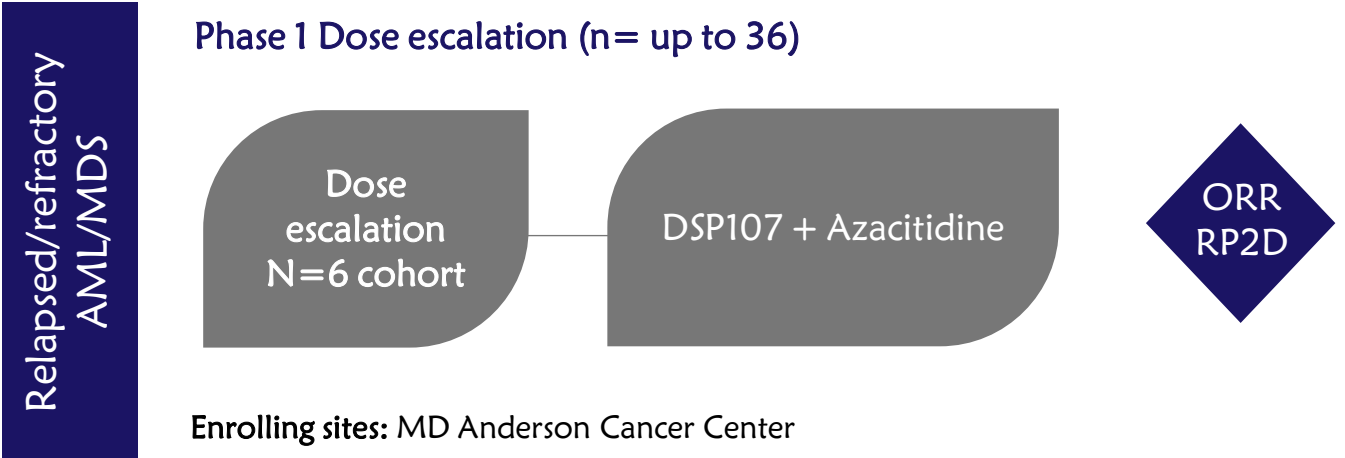 Relapsed/refractory
AML/MDS
Phase 1 Dose escalation (n= up to 36)
Dose
escalation
N=6 cohort
DSP107 + Azacitidine
ORR
RP2D
Enrolling sites: MD Anderson Cancer Center